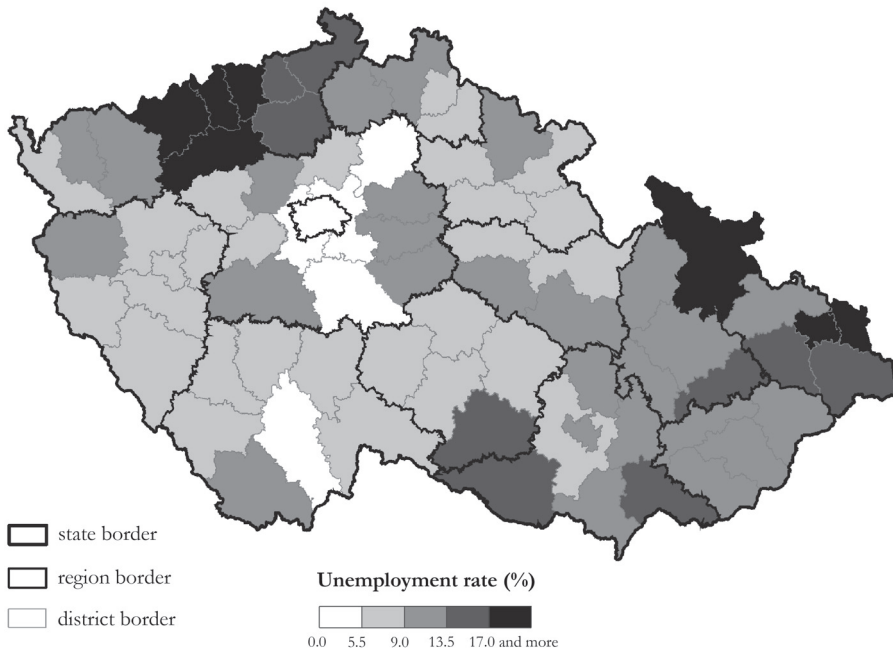 state border
region border
district border
Unemployment rate (%)
0.0 5.5 9.0 13.5 17.0 and more